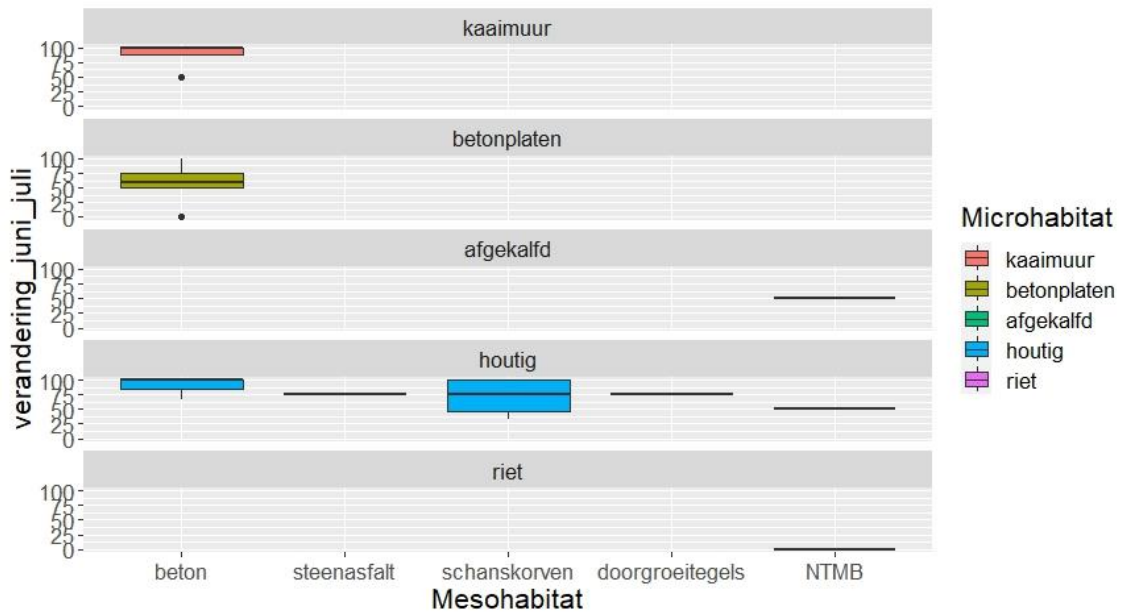 verandering_juni_juli
kaaimuur
100
75
50
25
0
betonplaten
100
75
50
25
0
afgekalfd
100
75
50
25
0
houtig
100
75
50
25
0
riet
100
75
50
25
0
beton steenasfalt schanskorven doorgroeitegels NTMB
Mesohabitat
Microhabitat
kaaimuur
betonplaten
afgekalfd
houtig
riet